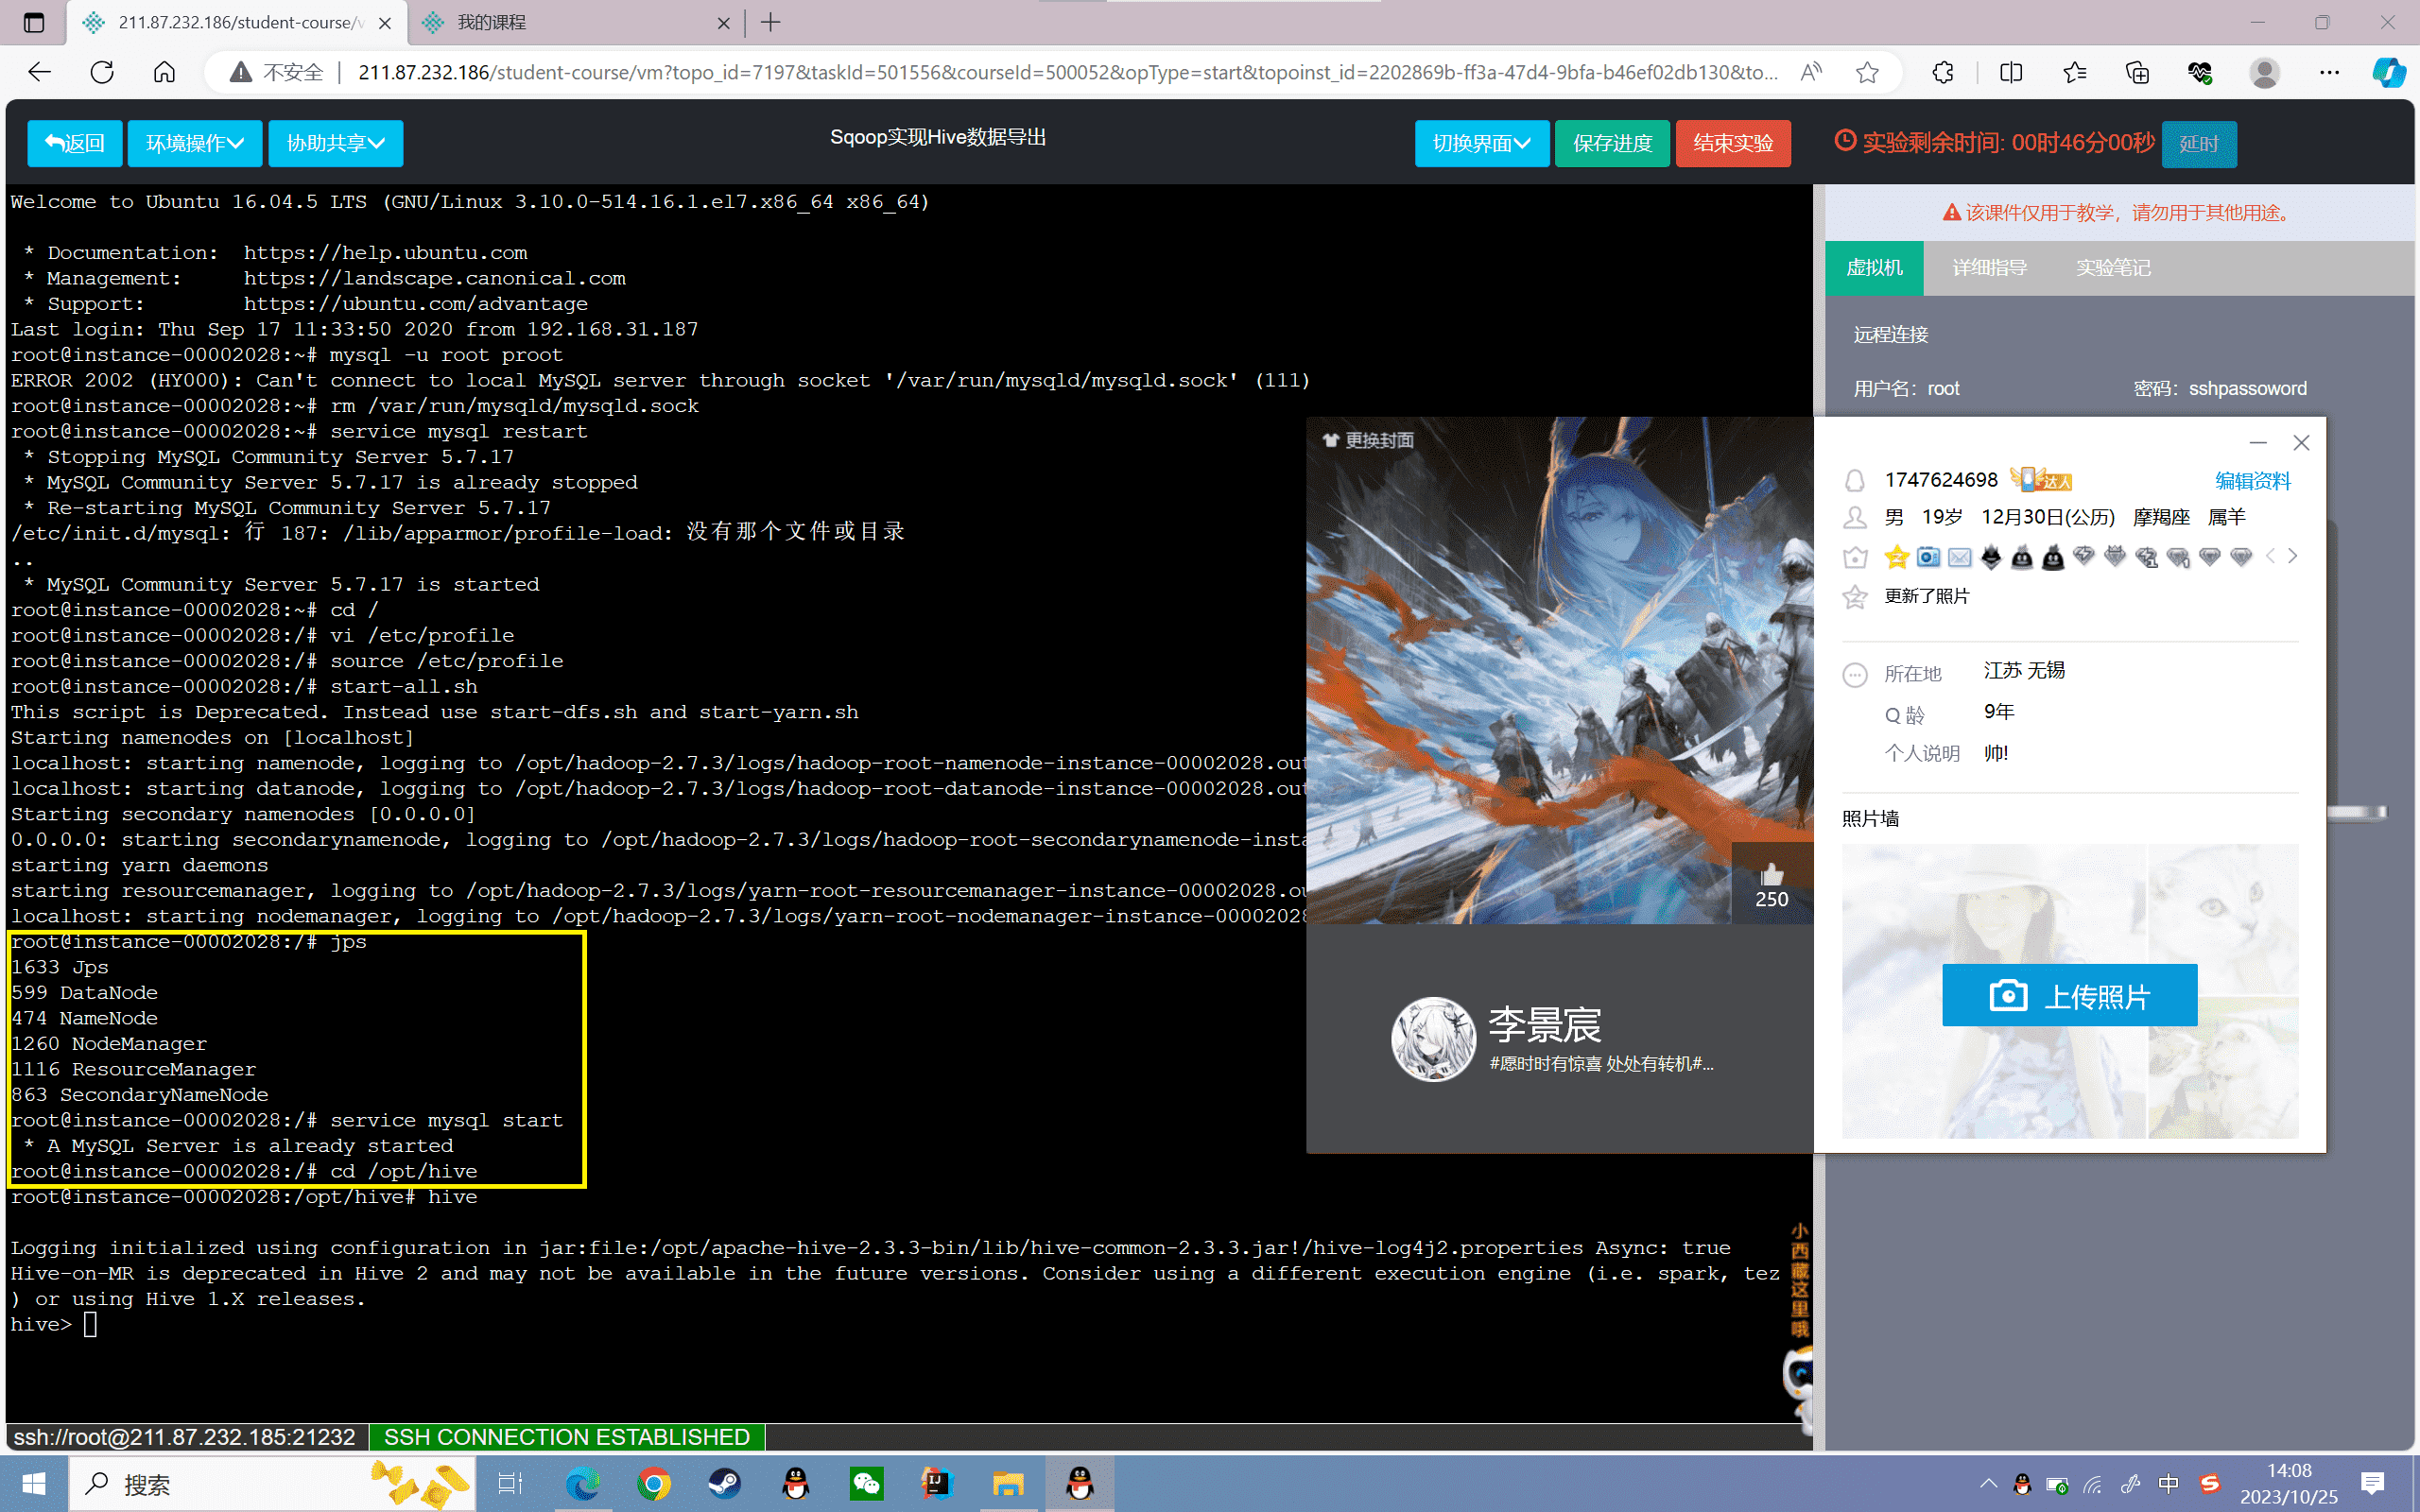 211.87.232.186/student-course/v
我的课程
不安全
211.87.232.186/student-course/vm?topo_id=7197&taskId=501556&courseId=500052&opType=start&topoinst_id=2202869b-ff3a-47d4-9bfa-b46ef02db130&to...
返回
环境操作
协助共享
Sqoop实现Hive数据导出
切换界面
保存进度
结束实验
实验剩余时间: 00时46分00秒
延时
Welcome to Ubuntu 16.04.5 LTS (GNU/Linux 3.10.0-514.16.1.el7.x86_64 x86_64)
* Documentation:  https://help.ubuntu.com
* Management:     https://landscape.canonical.com
* Support:        https://ubuntu.com/advantage
Last login: Thu Sep 17 11:33:50 2020 from 192.168.31.187
root@instance-00002028:~# mysql -u root proot
ERROR 2002 (HY000): Can't connect to local MySQL server through socket '/var/run/mysqld/mysqld.sock' (111)
root@instance-00002028:~# rm /var/run/mysqld/mysqld.sock
root@instance-00002028:~# service mysql restart
* Stopping MySQL Community Server 5.7.17
* MySQL Community Server 5.7.17 is already stopped
* Re-starting MySQL Community Server 5.7.17
/etc/init.d/mysql: 行 187: /lib/apparmor/profile-load: 没有那个文件或目录
..
* MySQL Community Server 5.7.17 is started
root@instance-00002028:~# cd /
root@instance-00002028:/# vi /etc/profile
root@instance-00002028:/# source /etc/profile
root@instance-00002028:/# start-all.sh
This script is Deprecated. Instead use start-dfs.sh and start-yarn.sh
Starting namenodes on [localhost]
localhost: starting namenode, logging to /opt/hadoop-2.7.3/logs/hadoop-root-namenode-instance-00002028.out
localhost: starting datanode, logging to /opt/hadoop-2.7.3/logs/hadoop-root-datanode-instance-00002028.out
Starting secondary namenodes [0.0.0.0]
0.0.0.0: starting secondarynamenode, logging to /opt/hadoop-2.7.3/logs/hadoop-root-secondarynamenode-insta
starting yarn daemons
starting resourcemanager, logging to /opt/hadoop-2.7.3/logs/yarn-root-resourcemanager-instance-00002028.ou
localhost: starting nodemanager, logging to /opt/hadoop-2.7.3/logs/yarn-root-nodemanager-instance-00002028
root@instance-00002028:/# jps
1633 Jps
599 DataNode
474 NameNode
1260 NodeManager
1116 ResourceManager
863 SecondaryNameNode
root@instance-00002028:/# service mysql start
* A MySQL Server is already started
root@instance-00002028:/# cd /opt/hive
root@instance-00002028:/opt/hive# hive
Logging initialized using configuration in jar:file:/opt/apache-hive-2.3.3-bin/lib/hive-common-2.3.3.jar!/hive-log4j2.properties Async: true
Hive-on-MR is deprecated in Hive 2 and may not be available in the future versions. Consider using a different execution engine (i.e. spark, tez
) or using Hive 1.X releases.
hive>
小西藏这里哦
ssh://root@211.87.232.185:21232
SSH CONNECTION ESTABLISHED
该课件仅用于教学，请勿用于其他用途。
虚拟机
详细指导
实验笔记
远程连接
用户名：root
密码：sshpassoword
更换封面
250
李景宸
#愿时时有惊喜 处处有转机#...
1747624698
达人
编辑资料
男 19岁 12月30日(公历) 摩羯座 属羊
更新了照片
所在地 江苏 无锡
Q 龄 9年
个人说明 帅!
照片墙
上传照片
搜索
中
14:08
2023/10/25